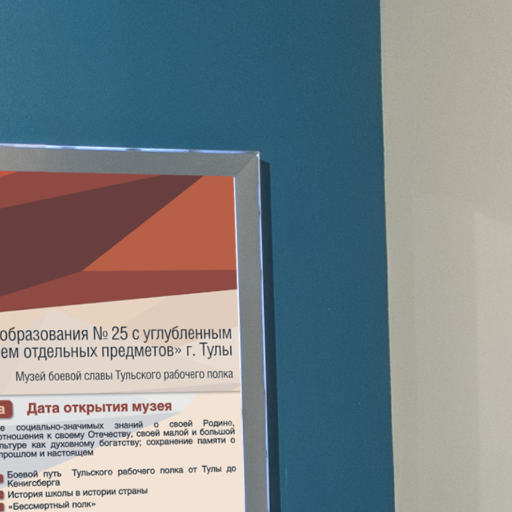 образования № 25 с углубленным
ем отдельных предметов» г. Тулы
Музей боевой славы Тульского рабочего полка
а Дата открытия музея
е социально-значимых знаний о своей Родине,
отношения к своему Отечеству, своей малой и большой
льтуре как духовному богатству; сохранение памяти о
прошлом и настоящем
Боевой путь Тульского рабочего полка от Тулы до
Кенигсберга
История школы в истории страны
«Бессмертный полк»